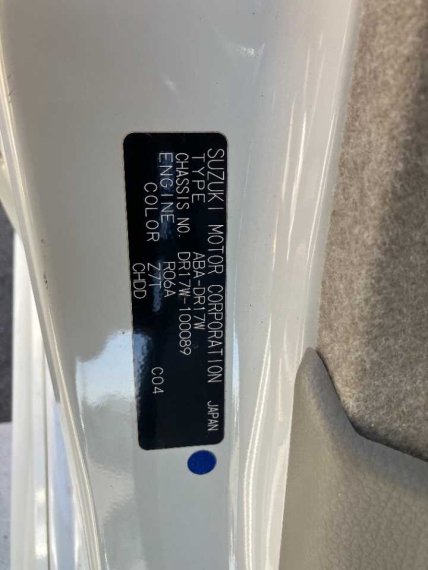 SUZUKI MOTOR CORPORATION JAPAN
TYPE ABA-DR17W
CHASSIS NO. DR17W-100089
ENGINE R06A
COLOR Z7T C04
CHDD